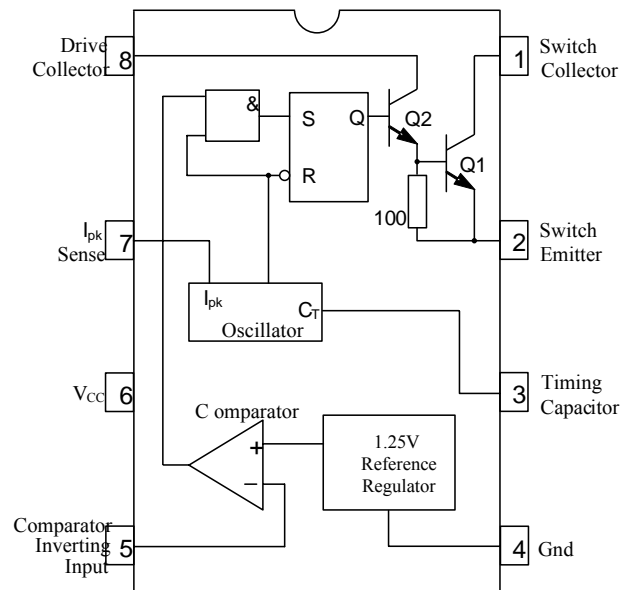 Drive
Collector
8
1
Switch
Collector
&
S
Q
Q2
Q1
R
100
Ipk
Sense
7
2
Switch
Emitter
Ipk
CT
Oscillator
VCC
6
3
Timing
Capacitor
C omparator
+
−
1.25V
Reference
Regulator
Comparator
Inverting
Input
5
4
Gnd